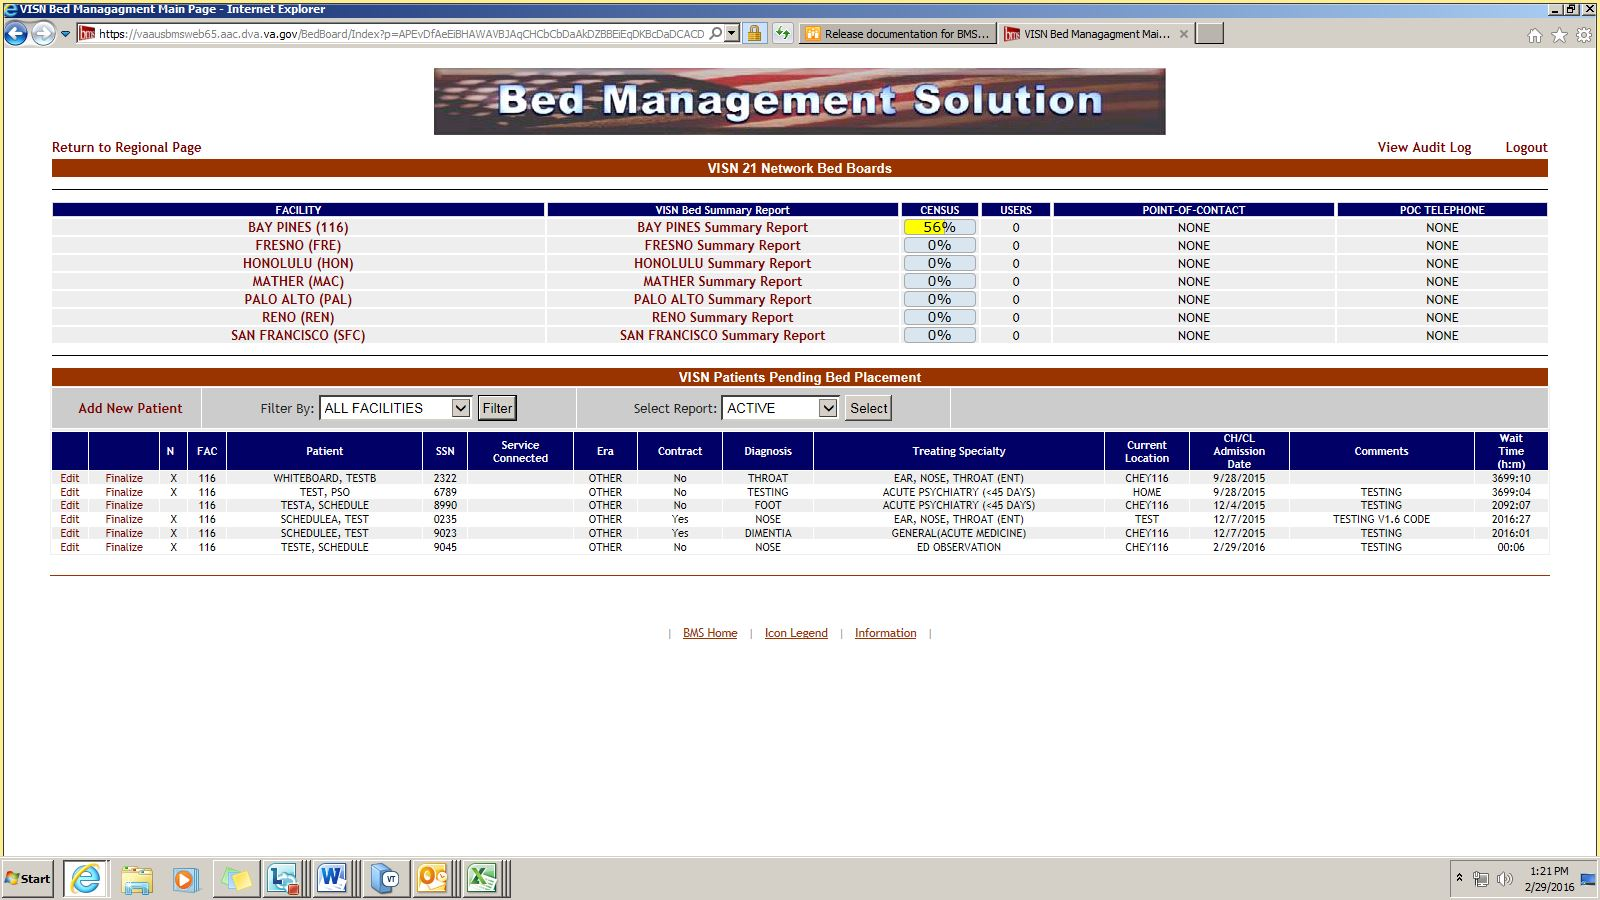 VISN Bed Managagment Main Page - Internet Explorer
https://vaausbmsweb65.aac.dva.va.gov/BedBoard/Index?p=APEvDfAeEiBHAWAVBJAqCHCbCbDaAkDZBBEiEqDKBcDaDCACD
Release documentation for BMS...
VISN Bed Managagment Mai...
Bed Management Solution
Return to Regional Page View Audit Log Logout
VISN 21 Network Bed Boards
FACILITY VISN Bed Summary Report CENSUS USERS POINT-OF-CONTACT POC TELEPHONE
BAY PINES (116) BAY PINES Summary Report 56% 0 NONE NONE
FRESNO (FRE) FRESNO Summary Report 0% 0 NONE NONE
HONOLULU (HON) HONOLULU Summary Report 0% 0 NONE NONE
MATHER (MAC) MATHER Summary Report 0% 0 NONE NONE
PALO ALTO (PAL) PALO ALTO Summary Report 0% 0 NONE NONE
RENO (REN) RENO Summary Report 0% 0 NONE NONE
SAN FRANCISCO (SFC) SAN FRANCISCO Summary Report 0% 0 NONE NONE
VISN Patients Pending Bed Placement
Add New Patient Filter By: ALL FACILITIES Filter Select Report: ACTIVE Select
N FAC Patient SSN Service Connected Era Contract Diagnosis Treating Specialty Current Location CH/CL Admission Date Comments Wait Time (h:m)
Edit Finalize X 116 WHITEBOARD, TESTB 2322 OTHER No THROAT EAR, NOSE, THROAT (ENT) CHEY116 9/28/2015 3699:10
Edit Finalize X 116 TEST, PSO 6789 OTHER No TESTING ACUTE PSYCHIATRY (<45 DAYS) HOME 9/28/2015 TESTING 3699:04
Edit Finalize 116 TESTA, SCHEDULE 8990 OTHER No FOOT ACUTE PSYCHIATRY (<45 DAYS) CHEY116 12/4/2015 TESTING 2092:07
Edit Finalize X 116 SCHEDULEA, TEST 0235 OTHER Yes NOSE EAR, NOSE, THROAT (ENT) TEST 12/7/2015 TESTING V1.6 CODE 2016:27
Edit Finalize X 116 SCHEDULEE, TEST 9023 OTHER Yes DIMENTIA GENERAL(ACUTE MEDICINE) CHEY116 12/7/2015 TESTING 2016:01
Edit Finalize X 116 TESTE, SCHEDULE 9045 OTHER No NOSE ED OBSERVATION CHEY116 2/29/2016 TESTING 00:06
| BMS Home | Icon Legend | Information |
Start
1:21 PM
2/29/2016